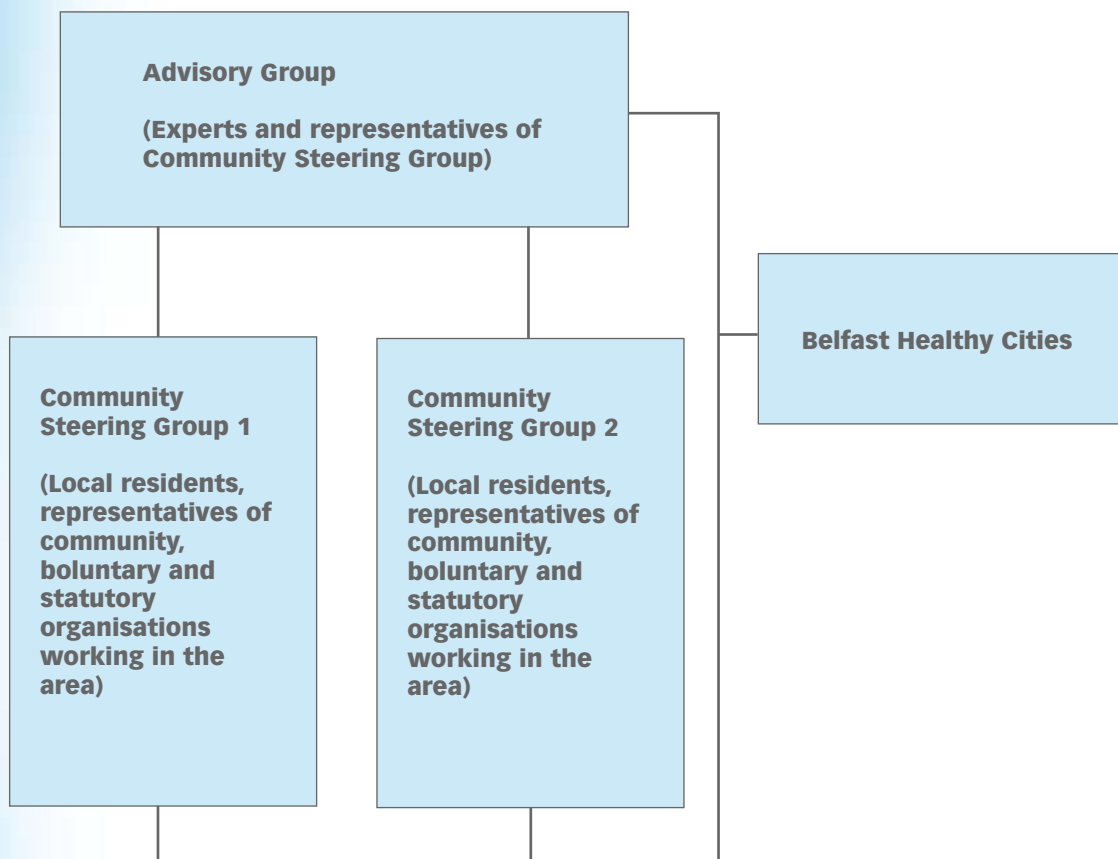 Advisory Group
(Experts and representatives of
Community Steering Group)
Belfast Healthy Cities
Community
Steering Group 1
(Local residents,
representatives of
community,
boluntary and
statutory
organisations
working in the
area)
Community
Steering Group 2
(Local residents,
representatives of
community,
boluntary and
statutory
organisations
working in the
area)